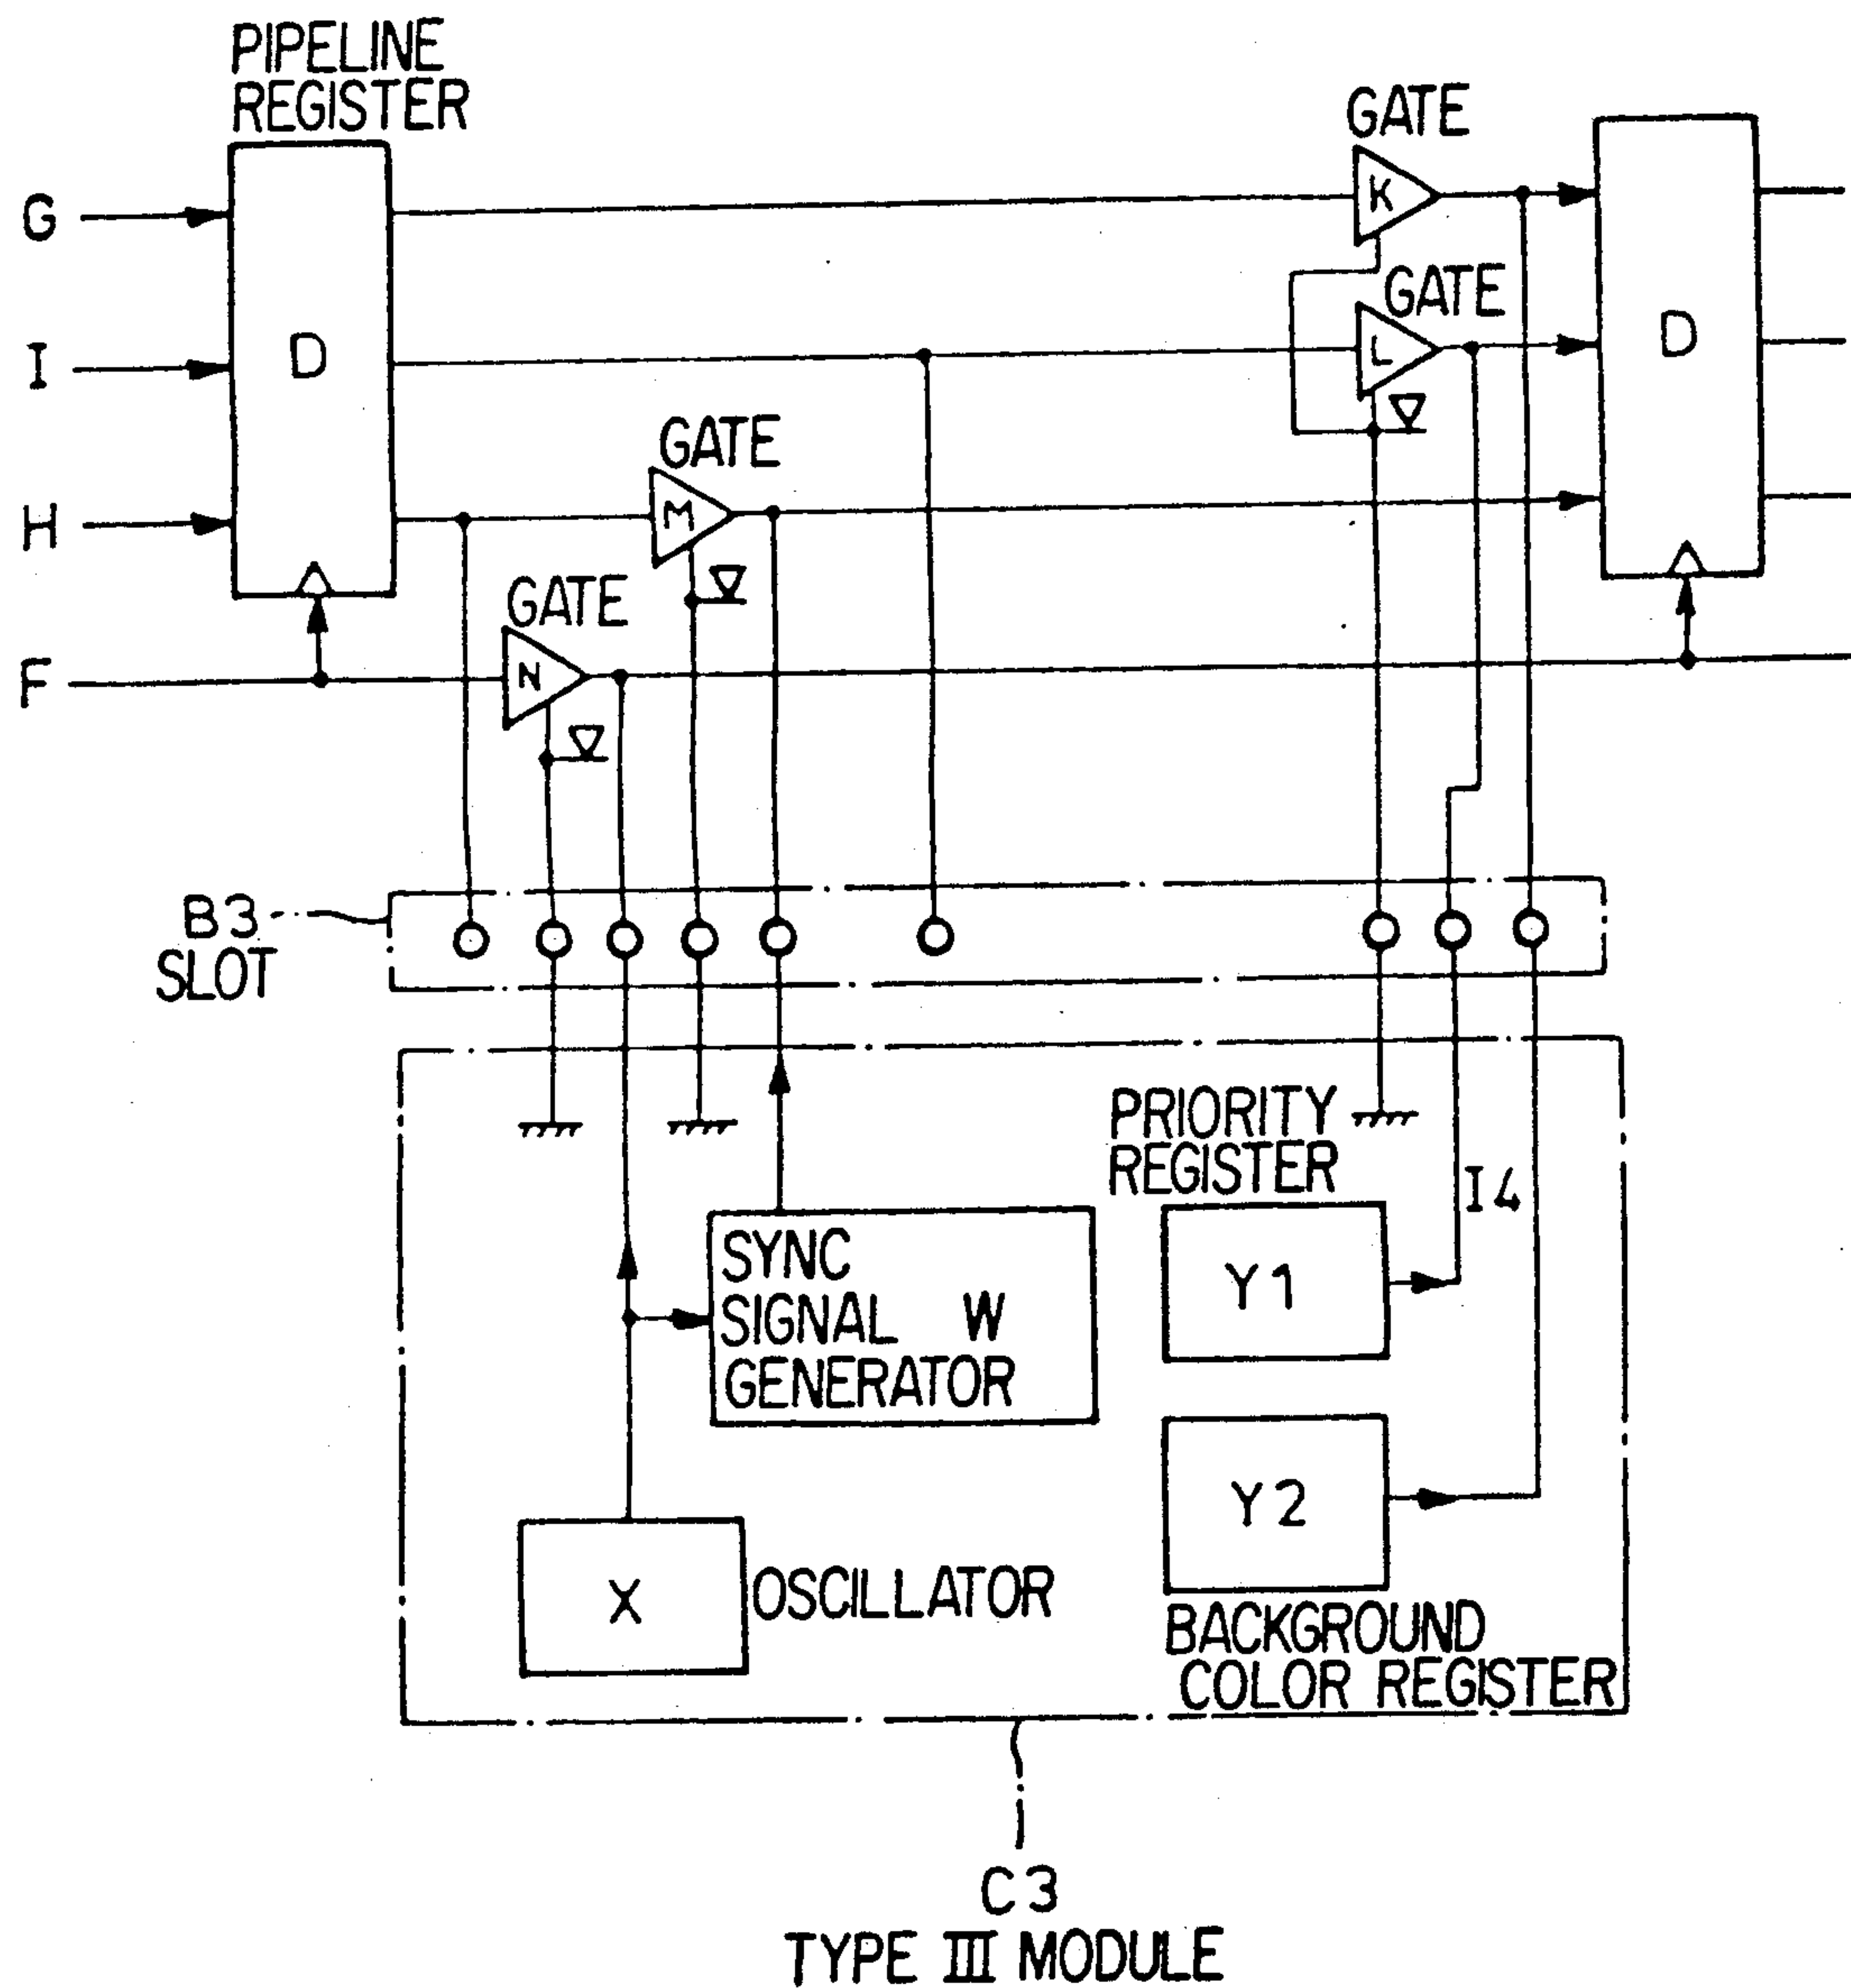 PIPELINE
REGISTER
GATE
G
K
GATE
I
D
L
D
GATE
H
M
GATE
F
N
B3
SLOT
PRIORITY
REGISTER
I4
SYNC
SIGNAL W
GENERATOR
Y1
Y2
X
OSCILLATOR
BACKGROUND
COLOR REGISTER
C3
TYPE III MODULE